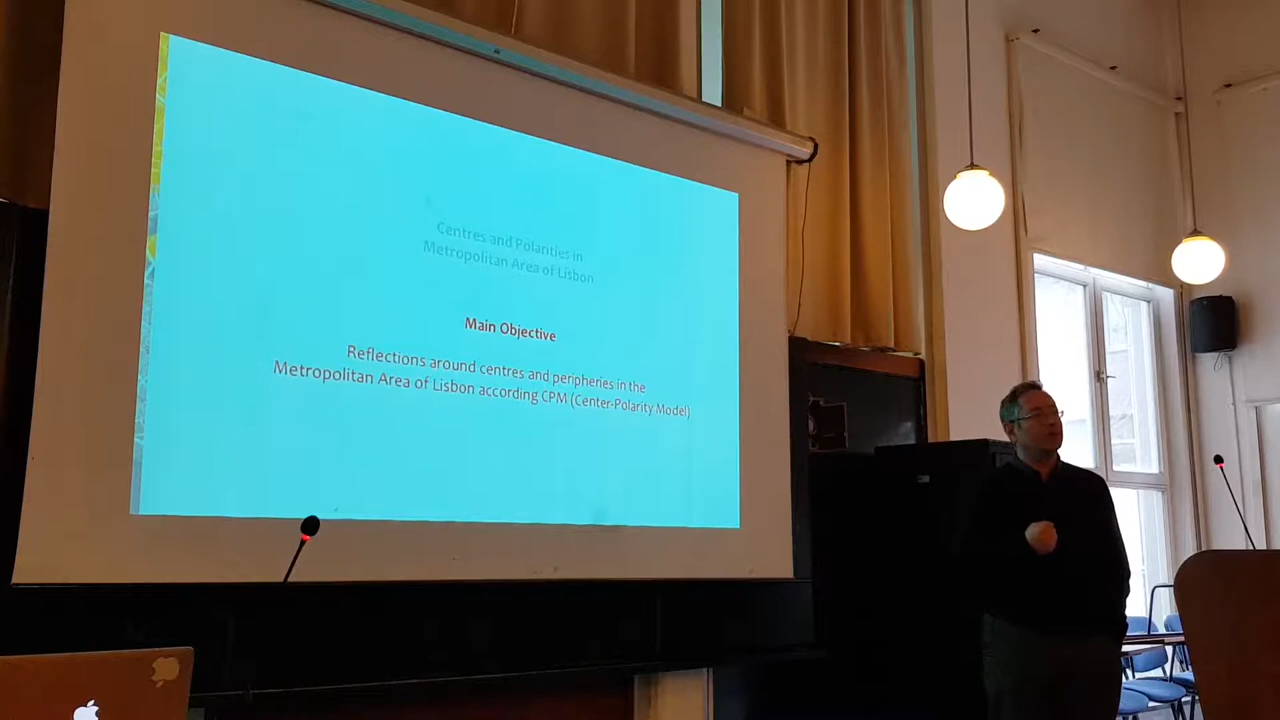 Centres and Polarities in
Metropolitan Area of Lisbon
Main Objective
Reflections around centres and peripheries in the
Metropolitan Area of Lisbon according CPM (Center-Polarity Model)